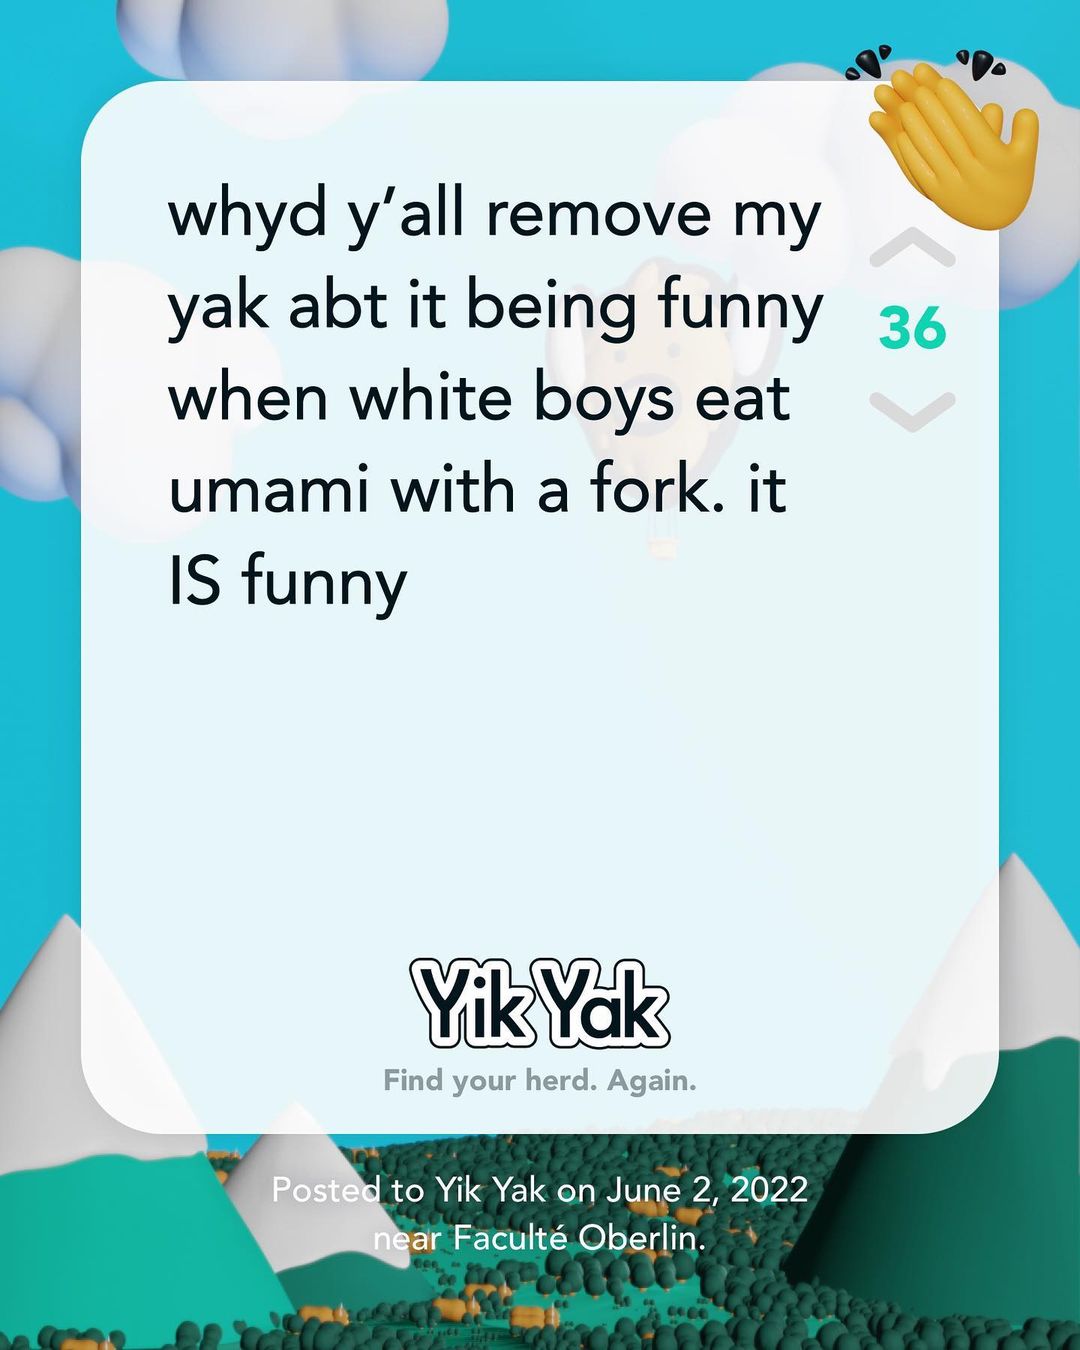 whyd y’all remove my
yak abt it being funny
when white boys eat
umami with a fork. it
IS funny
36
Yik Yak
Find your herd. Again.
Posted to Yik Yak on June 2, 2022
near Faculté Oberlin.